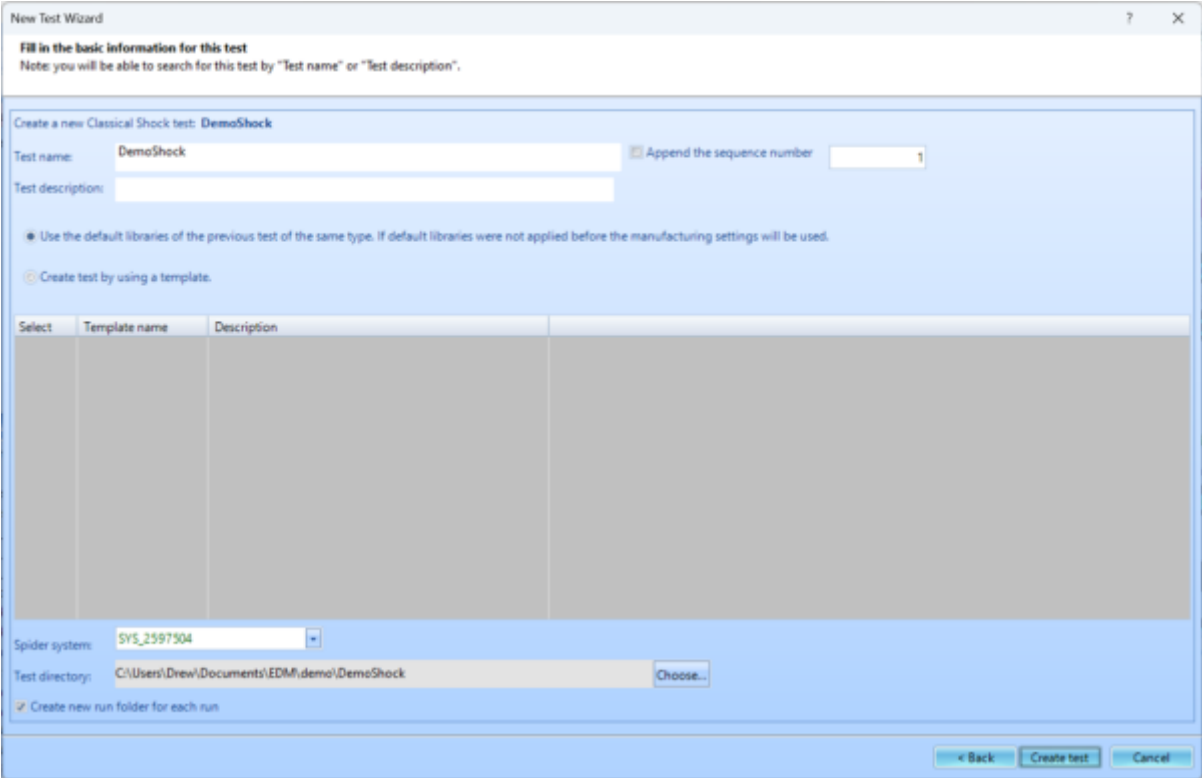 New Test Wizard ? X
Fill in the basic information for this test
Note: you will be able to search for this test by "Test name" or "Test description".
Create a new Classical Shock test: DemoShock
Test name: DemoShock Append the sequence number 1
Test description:
Use the default libraries of the previous test of the same type. If default libraries were not applied before the manufacturing settings will be used.
Create test by using a template.
Select Template name Description
Spider system: SYS_2597504
Test directory: C:\Users\Drew\Documents\EDM\demo\DemoShock Choose...
Create new run folder for each run
< Back Create test Cancel